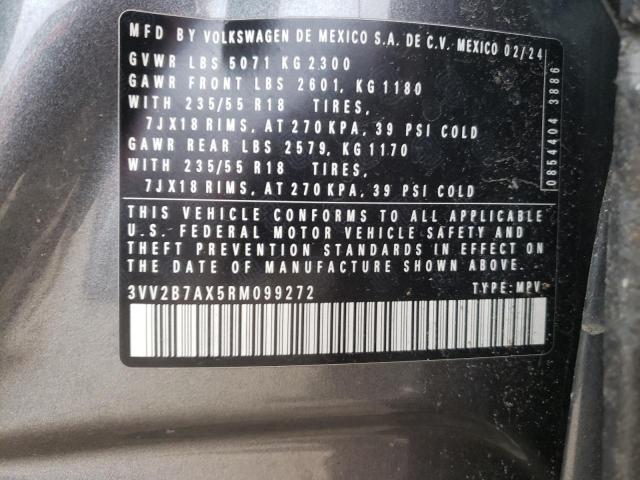 MFD BY VOLKSWAGEN DE MEXICO S.A. DE C.V. MEXICO 02/24
GVWR LBS 5071 KG 2300
GAWR FRONT LBS 2601, KG 1180
WITH 235/55 R18 TIRES,
7JX18 RIMS, AT 270 KPA, 39 PSI COLD
GAWR REAR LBS 2579, KG 1170
WITH 235/55 R18 TIRES,
7JX18 RIMS, AT 270 KPA, 39 PSI COLD
0854404 3886
THIS VEHICLE CONFORMS TO ALL APPLICABLE
U.S. FEDERAL MOTOR VEHICLE SAFETY AND
THEFT PREVENTION STANDARDS IN EFFECT ON
THE DATE OF MANUFACTURE SHOWN ABOVE.
3VV2B7AX5RM099272 TYPE: MPV